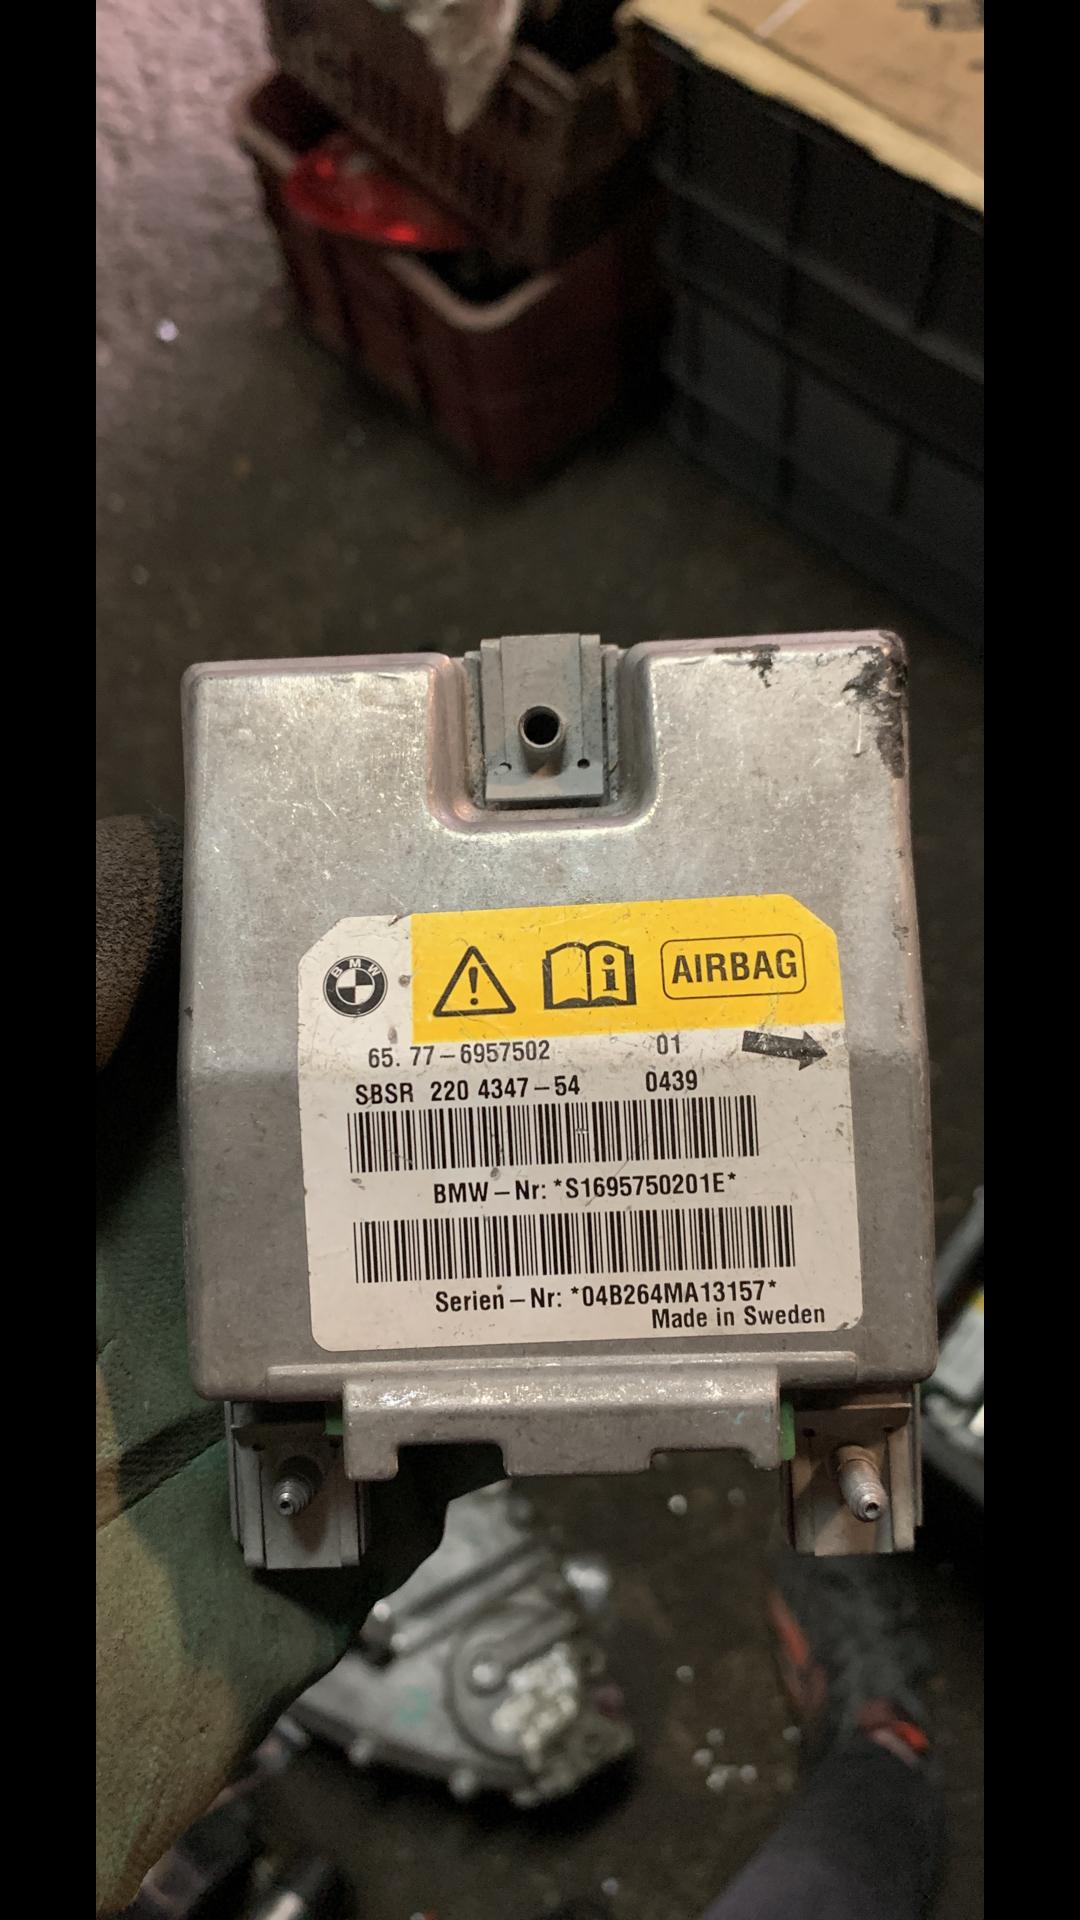 BMW
AIRBAG
65. 77-6957502 01
SBSR 220 4347-54 0439
BMW-Nr: *S1695750201E*
Serien-Nr: *04B264MA13157*
Made in Sweden